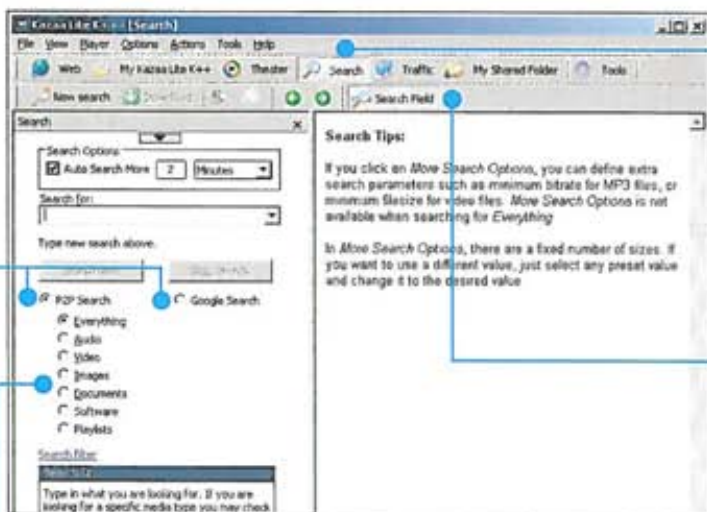 Kazaa Lite K++ - [Search]
File View Player Options Actions Tools Help
Web My Kazaa Lite K++ Theater Search Traffic My Shared Folder Tools
New search Download
Search Field
Search
Search Options
Auto Search More 2 Minutes
Search for:
Type new search above.
P2P Search Google Search
Everything
Audio
Video
Images
Documents
Software
Playlists
Search filter
Type in what you are looking for. If you are
looking for a specific media type you may check
Search Tips:
If you click on More Search Options, you can define extra
search parameters such as minimum bitrate for MP3 files, or
minimum filesize for video files. More Search Options is not
available when searching for Everything
In More Search Options, there are a fixed number of sizes. If
you want to use a different value, just select any preset value
and change it to the desired value